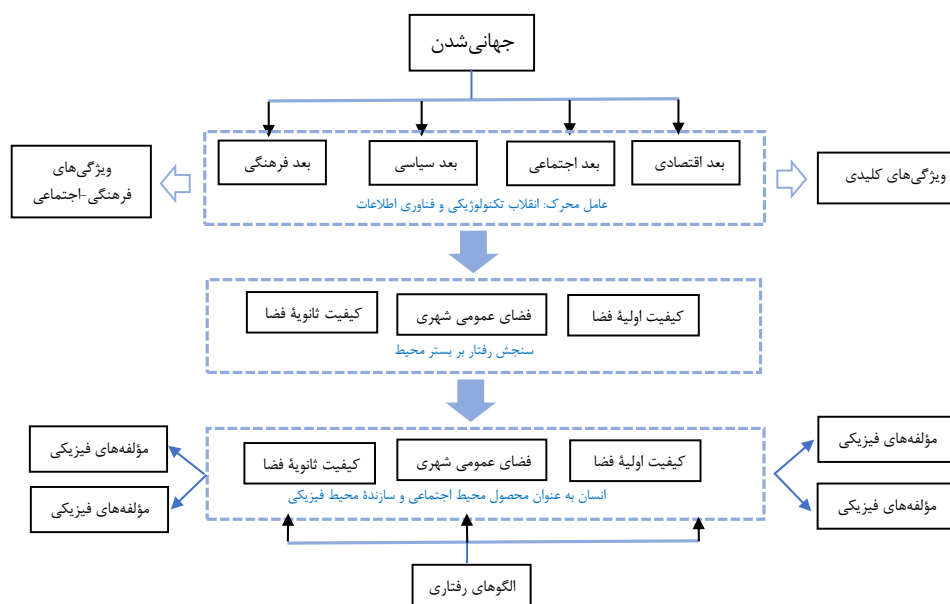 جهانی‌شدن
بعد اقتصادی
بعد اجتماعی
بعد سیاسی
بعد فرهنگی
عامل محرک: انقلاب تکنولوژیکی و فناوری اطلاعات
ویژگی‌های کلیدی
ویژگی‌های
فرهنگی-اجتماعی
کیفیت اولیهٔ فضا
فضای عمومی شهری
کیفیت ثانویهٔ فضا
سنجش رفتار بر بستر محیط
کیفیت اولیهٔ فضا
فضای عمومی شهری
کیفیت ثانویهٔ فضا
انسان به عنوان محصول محیط اجتماعی و سازندهٔ محیط فیزیکی
مؤلفه‌های فیزیکی
مؤلفه‌های فیزیکی
مؤلفه‌های فیزیکی
مؤلفه‌های فیزیکی
الگوهای رفتاری